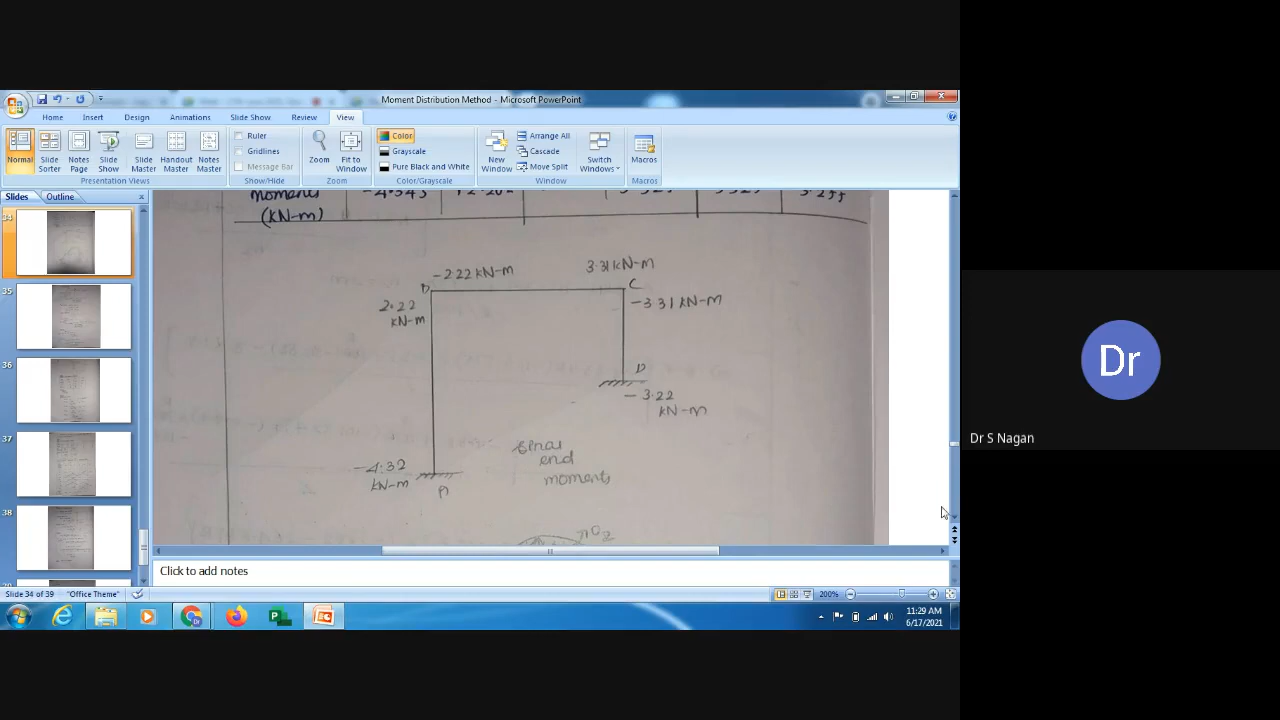 Moment Distribution Method - Microsoft PowerPoint
Home Insert Design Animations Slide Show Review View
Normal
Slide Sorter
Notes Page
Slide Show
Slide Master
Handout Master
Notes Master
Presentation Views
Ruler
Gridlines
Message Bar
Show/Hide
Zoom
Fit to Window
Zoom
Color
Grayscale
Pure Black and White
Color/Grayscale
New Window
Arrange All
Cascade
Move Split
Window
Switch Windows
Macros
Macros
Slides Outline
34
35
36
37
38
moments
(KN-m)
-2.22 KN-m
3.31 KN-m
C
2.22
KN-m
-3.31 KN-m
D
-3.22
KN-m
end
moments
-4.32
KN-m
A
Click to add notes
Slide 34 of 39
"Office Theme"
200%
11:29 AM
6/17/2021
Dr
Dr S Nagan